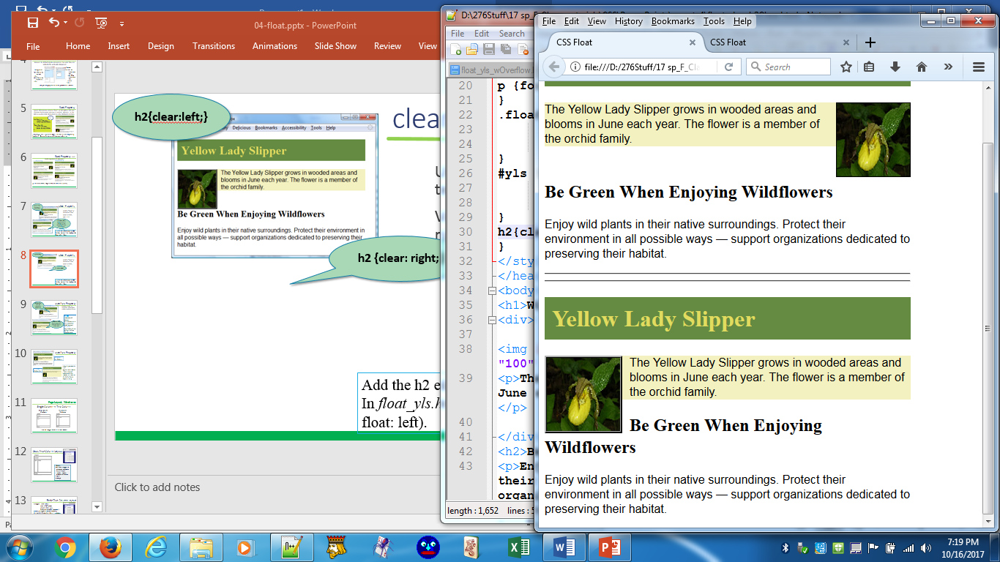 04-float.pptx - PowerPoint
File Home Insert Design Transitions Animations Slide Show Review View
5
6
7
8
9
10
11
12
13
h2{clear:left;}
Delicious Bookmarks Accessibility Tools Help
Yellow Lady Slipper
The Yellow Lady Slipper grows in wooded areas and
blooms in June each year. The flower is a member of
the orchid family.
Be Green When Enjoying Wildflowers
Enjoy wild plants in their native surroundings. Protect their environment in
all possible ways — support organizations dedicated to preserving their
habitat.
h2 {clear: right;
clea
Add the h2 e
In float_yls.h
float: left).
Click to add notes
File Edit Search
float_yls_wOverflow
20 p {fo
21 }
22 .floa
23
24
25 }
26 #yls
27
28
29 }
30 h2{cl
31 }
32 </sty
33 </hea
34 <body
35 <h1>W
36 <div>
37
38 <img
"100"
39 <p>Th
June
</p>
40
41 </div
42 <h2>B
43 <p>En
their
organ
length : 1,652 lines : 5
File Edit View History Bookmarks Tools Help
CSS Float
CSS Float
file:///D:/276Stuff/17 sp_F_Cla
Search
The Yellow Lady Slipper grows in wooded areas and
blooms in June each year. The flower is a member of
the orchid family.
Be Green When Enjoying Wildflowers
Enjoy wild plants in their native surroundings. Protect their
environment in all possible ways — support organizations dedicated to
preserving their habitat.
Yellow Lady Slipper
The Yellow Lady Slipper grows in wooded areas and
blooms in June each year. The flower is a member of
the orchid family.
Be Green When Enjoying
Wildflowers
Enjoy wild plants in their native surroundings. Protect their
environment in all possible ways — support organizations dedicated to
preserving their habitat.
7:19 PM
10/16/2017